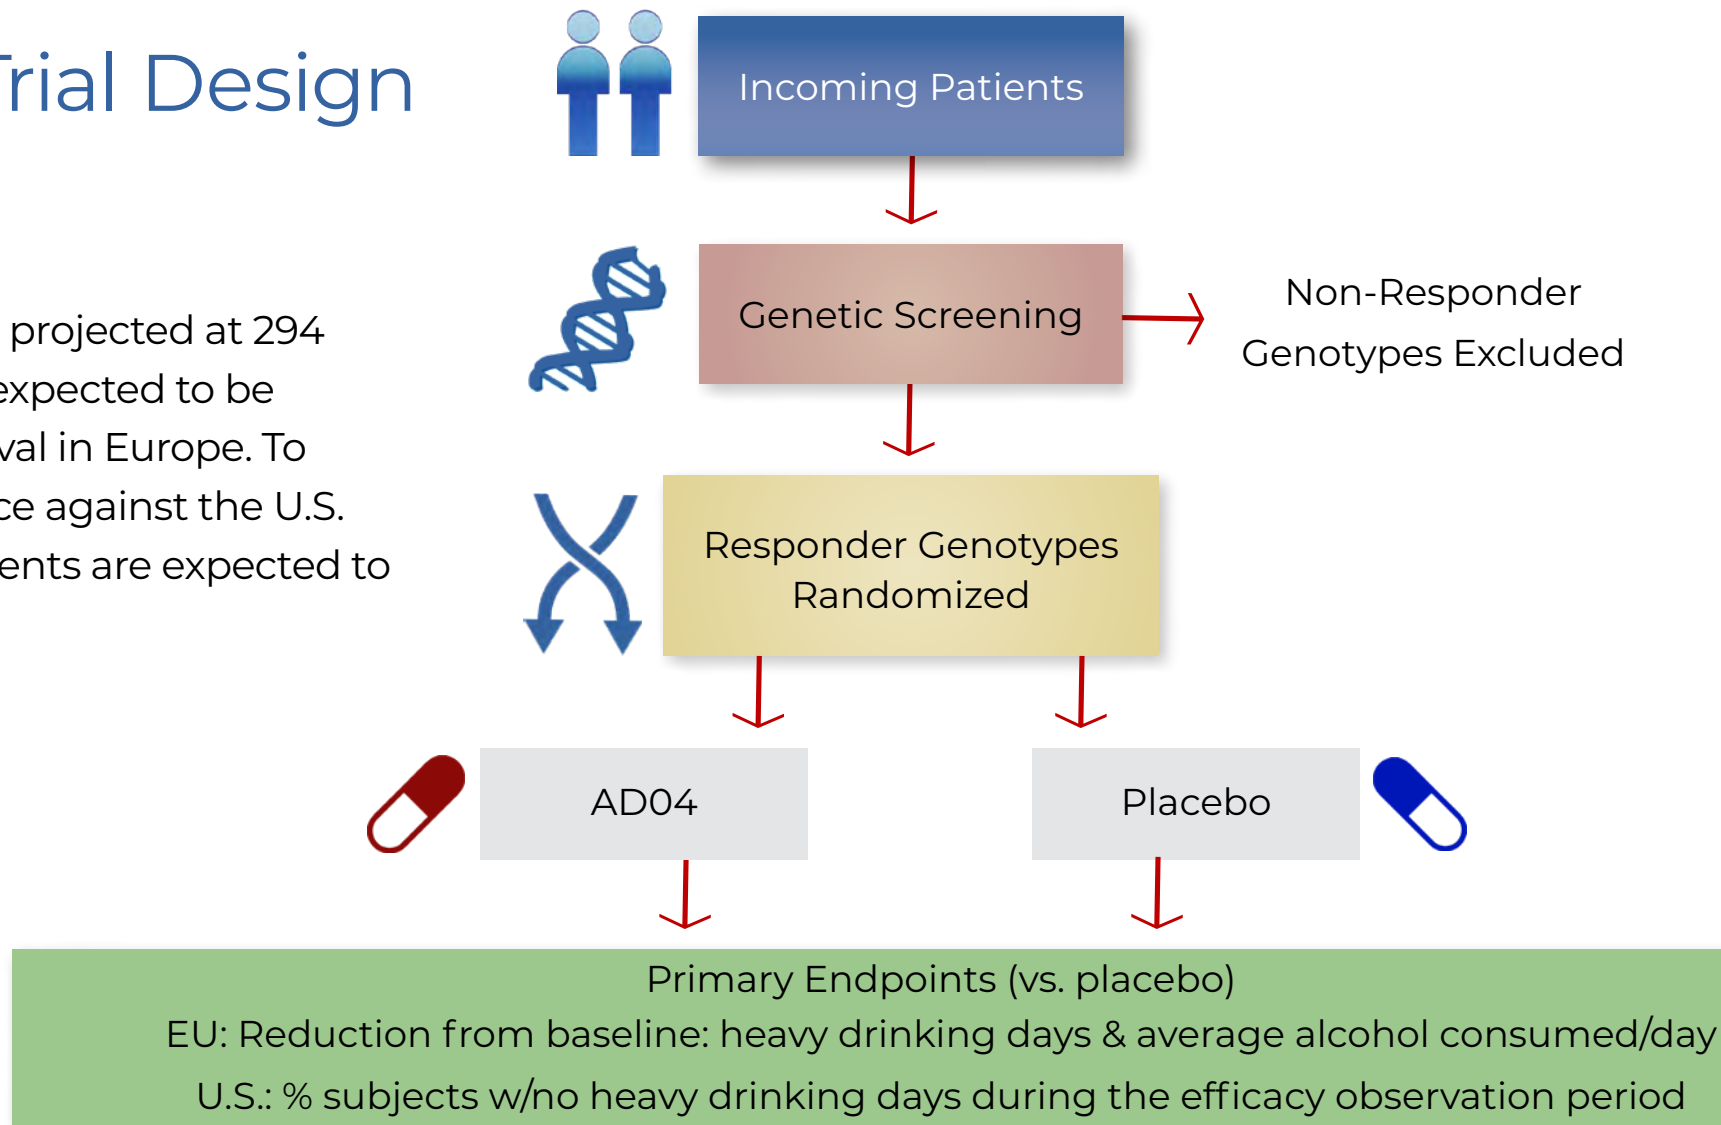 Trial Design
Incoming Patients
Genetic Screening
Non-Responder
Genotypes Excluded
projected at 294
expected to be
val in Europe. To
ce against the U.S.
ents are expected to
Responder Genotypes
Randomized
AD04
Placebo
Primary Endpoints (vs. placebo)
EU: Reduction from baseline: heavy drinking days & average alcohol consumed/day
U.S.: % subjects w/no heavy drinking days during the efficacy observation period